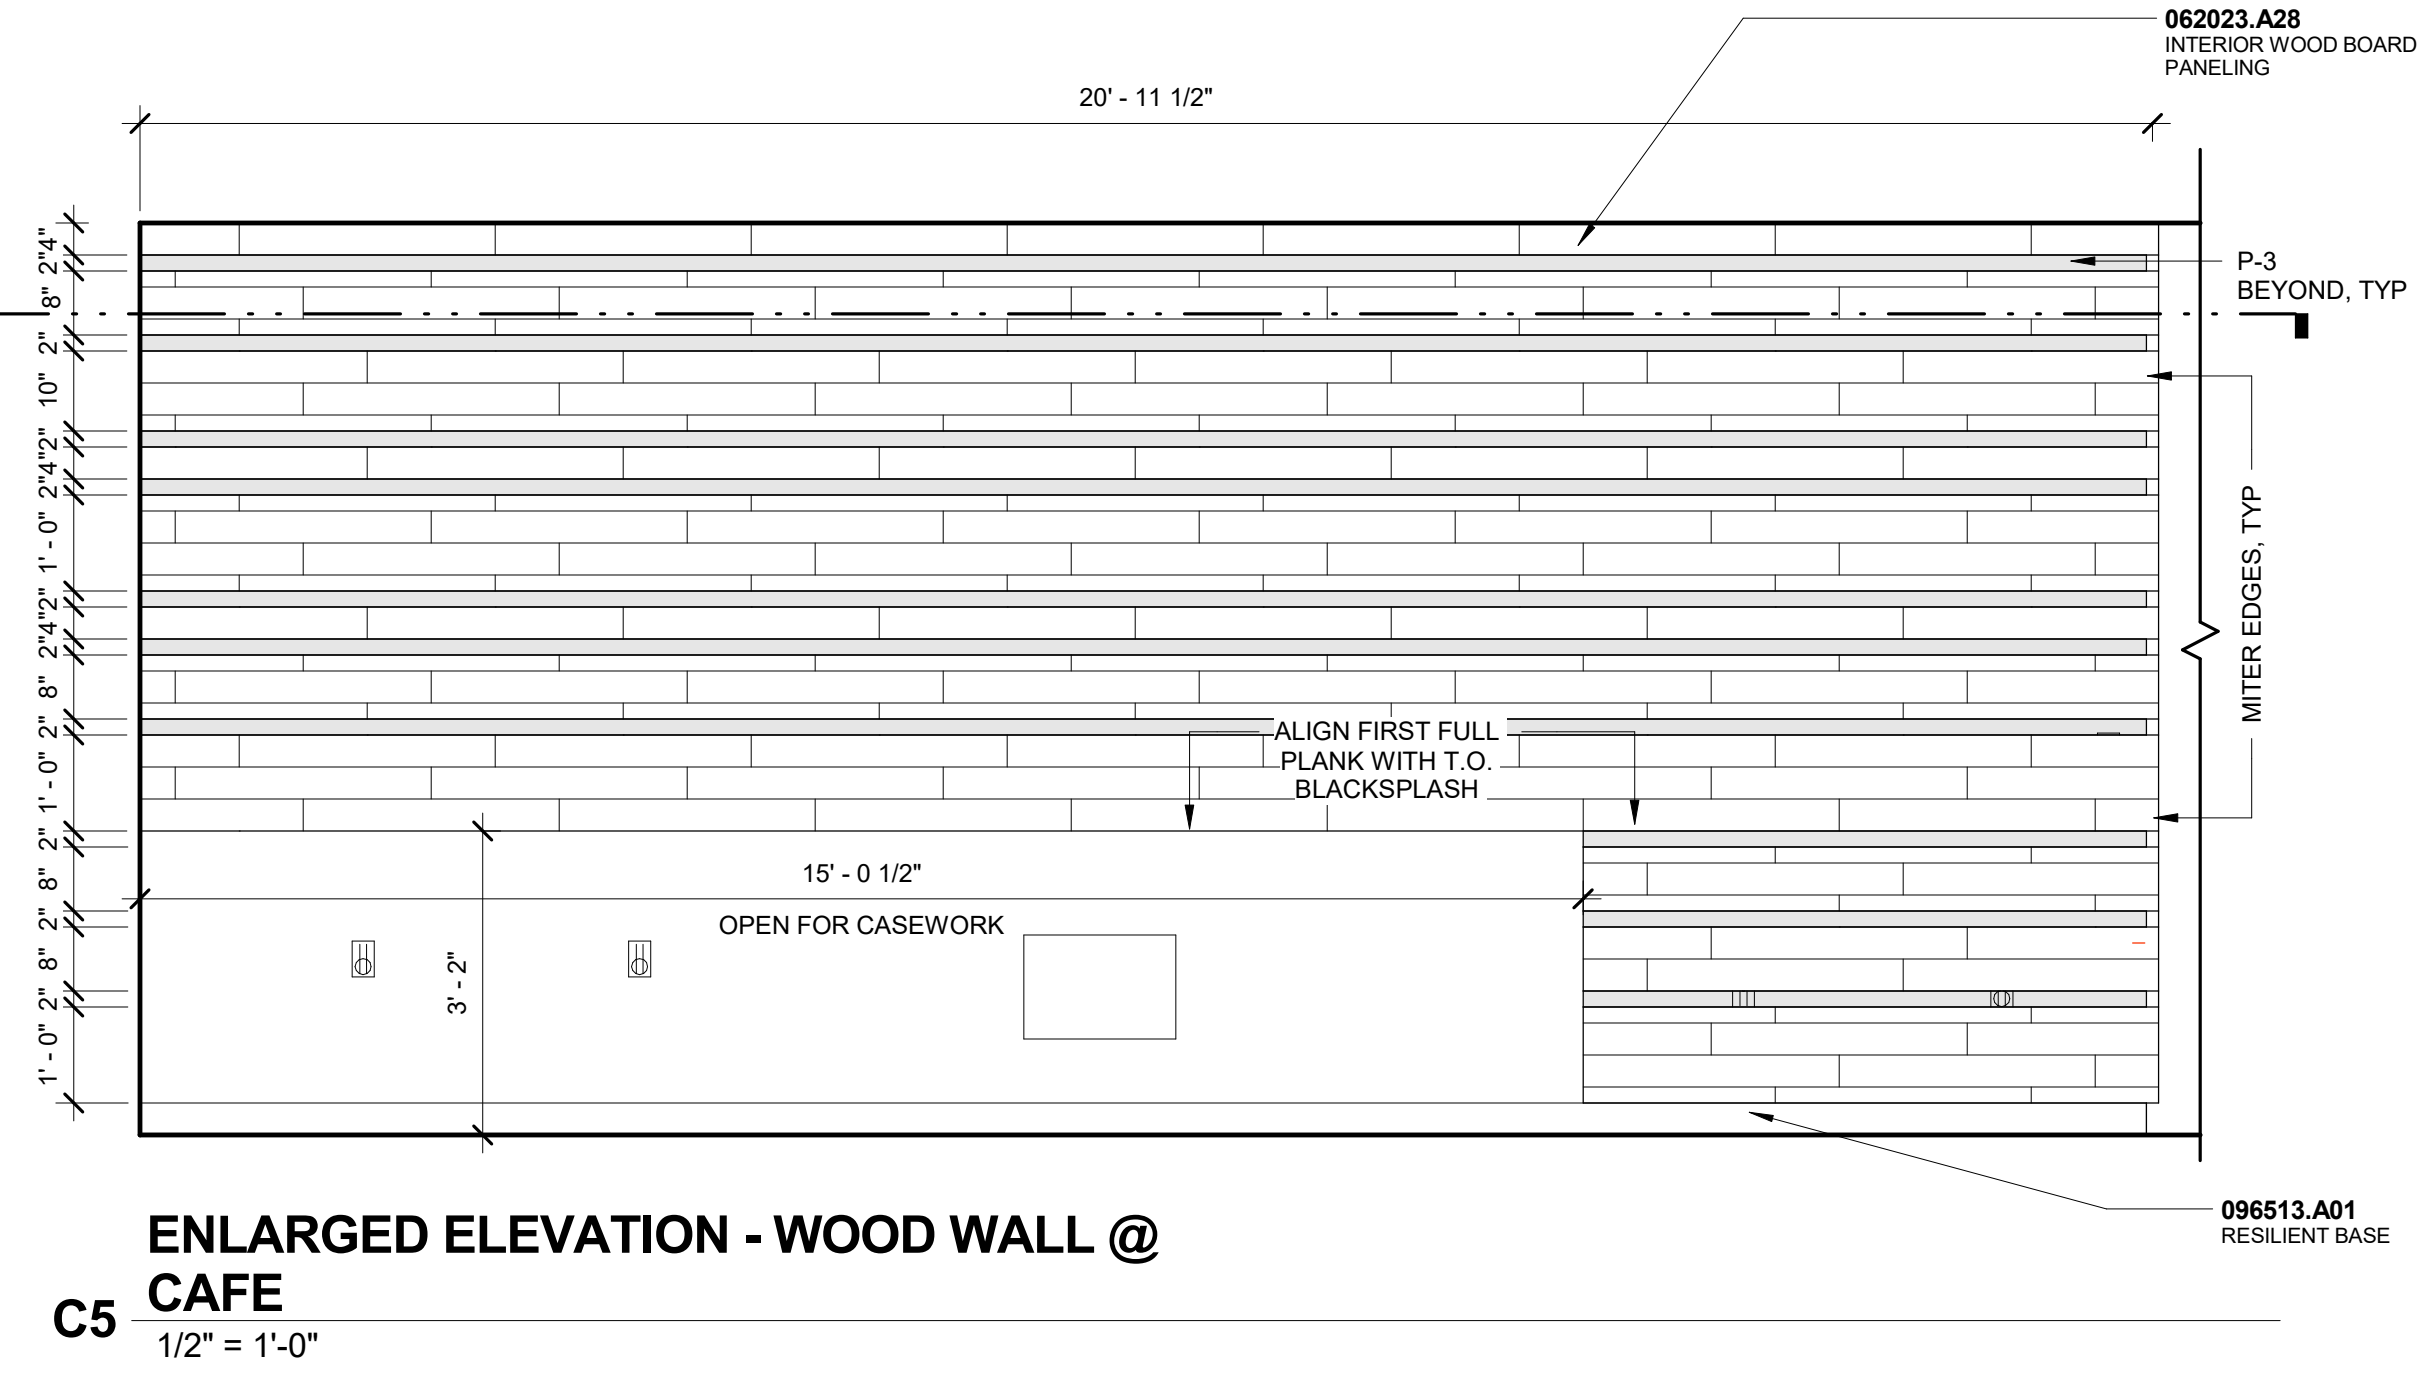 062023.A28
INTERIOR WOOD BOARD
PANELING
20' - 11 1/2"
4"
2"
8"
2"
10"
2"
4"
2"
1' - 0"
2"
4"
2"
8"
2"
1' - 0"
2"
8"
2"
8"
2"
1' - 0"
P-3
BEYOND, TYP
MITER EDGES, TYP
ALIGN FIRST FULL
PLANK WITH T.O.
BLACKSPLASH
15' - 0 1/2"
OPEN FOR CASEWORK
3' - 2"
096513.A01
RESILIENT BASE
ENLARGED ELEVATION - WOOD WALL @
CAFE
C5
1/2" = 1'-0"